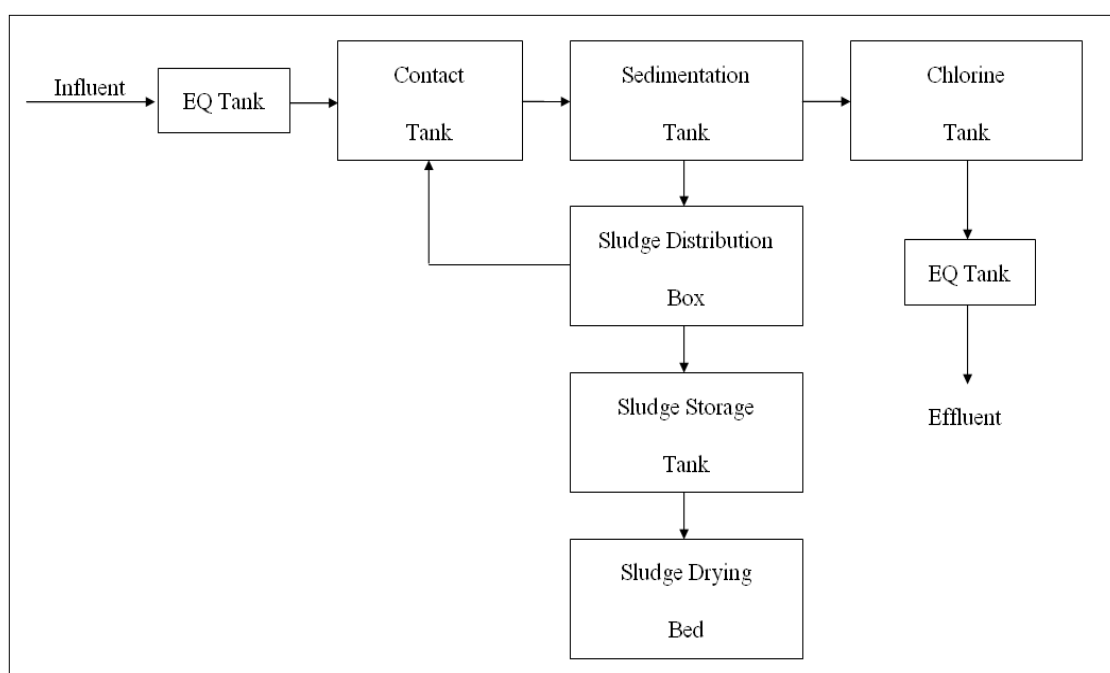 Influent
EQ Tank
Contact
Tank
Sedimentation
Tank
Chlorine
Tank
Sludge Distribution
Box
EQ Tank
Sludge Storage
Tank
Effluent
Sludge Drying
Bed